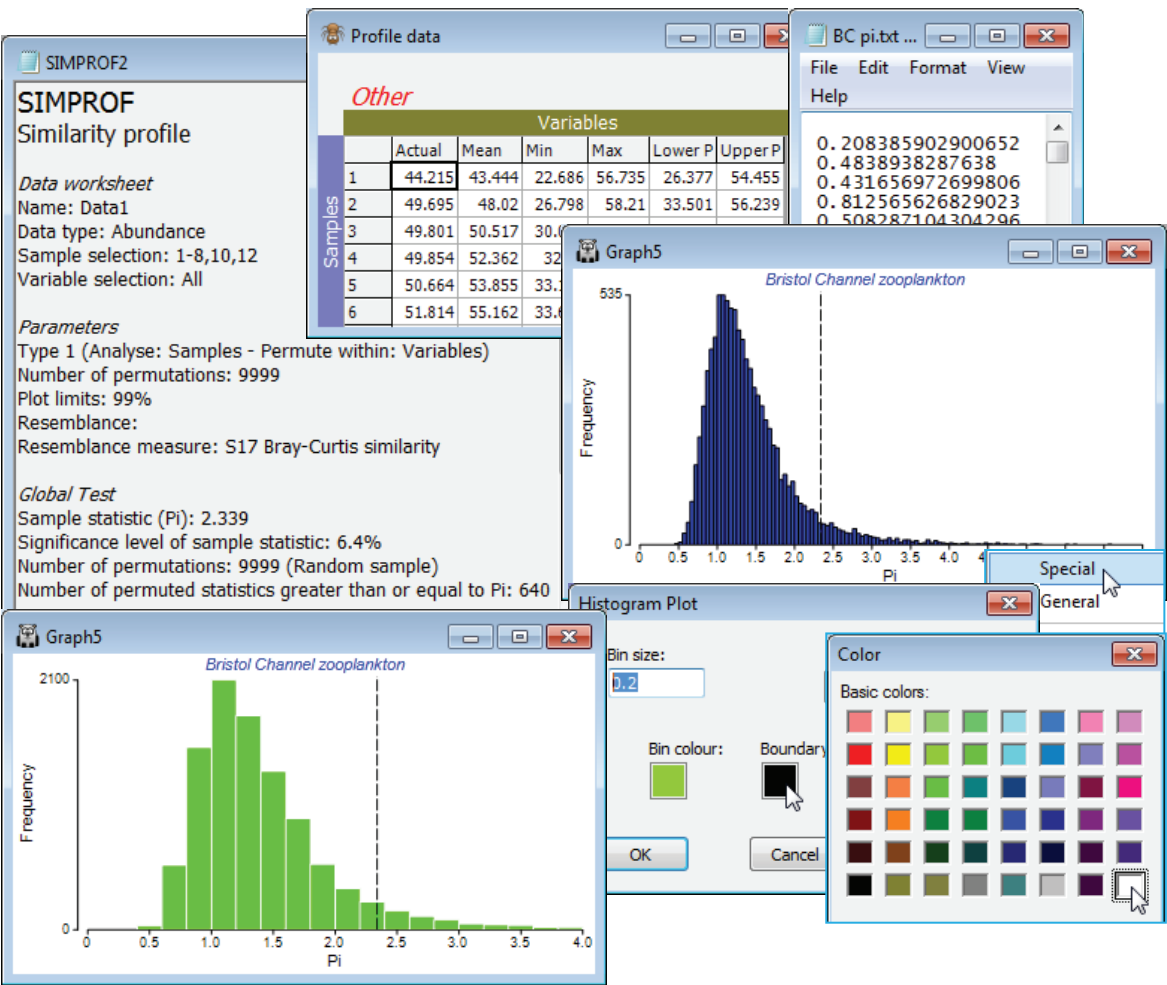 SIMPROF2
SIMPROF
Similarity profile
Data worksheet
Name: Data1
Data type: Abundance
Sample selection: 1-8,10,12
Variable selection: All
Parameters
Type 1 (Analyse: Samples - Permute within: Variables)
Number of permutations: 9999
Plot limits: 99%
Resemblance:
Resemblance measure: S17 Bray-Curtis similarity
Global Test
Sample statistic (Pi): 2.339
Significance level of sample statistic: 6.4%
Number of permutations: 9999 (Random sample)
Number of permuted statistics greater than or equal to Pi: 640
Profile data
Other
Variables
Samples
Actual Mean Min Max Lower P Upper P
1 44.215 43.444 22.686 56.735 26.377 54.455
2 49.695 48.02 26.798 58.21 33.501 56.239
3 49.801 50.517 30.0
4 49.854 52.362 32
5 50.664 53.855 33.
6 51.814 55.162 33.6
BC pi.txt ...
File Edit Format View
Help
0.208385902900652
0.4838938287638
0.431656972699806
0.812565626829023
0.508287104304296
Graph5
Bristol Channel zooplankton
535
Frequency
0
0 0.5 1.0 1.5 2.0 2.5 3.0 3.5 4.0 4
Pi
Special
General
Histogram Plot
Bin size:
0.2
Bin colour: Boundary
OK Cancel
Color
Basic colors:
Graph5
Bristol Channel zooplankton
2100
Frequency
0
0 0.5 1.0 1.5 2.0 2.5 3.0 3.5 4.0
Pi